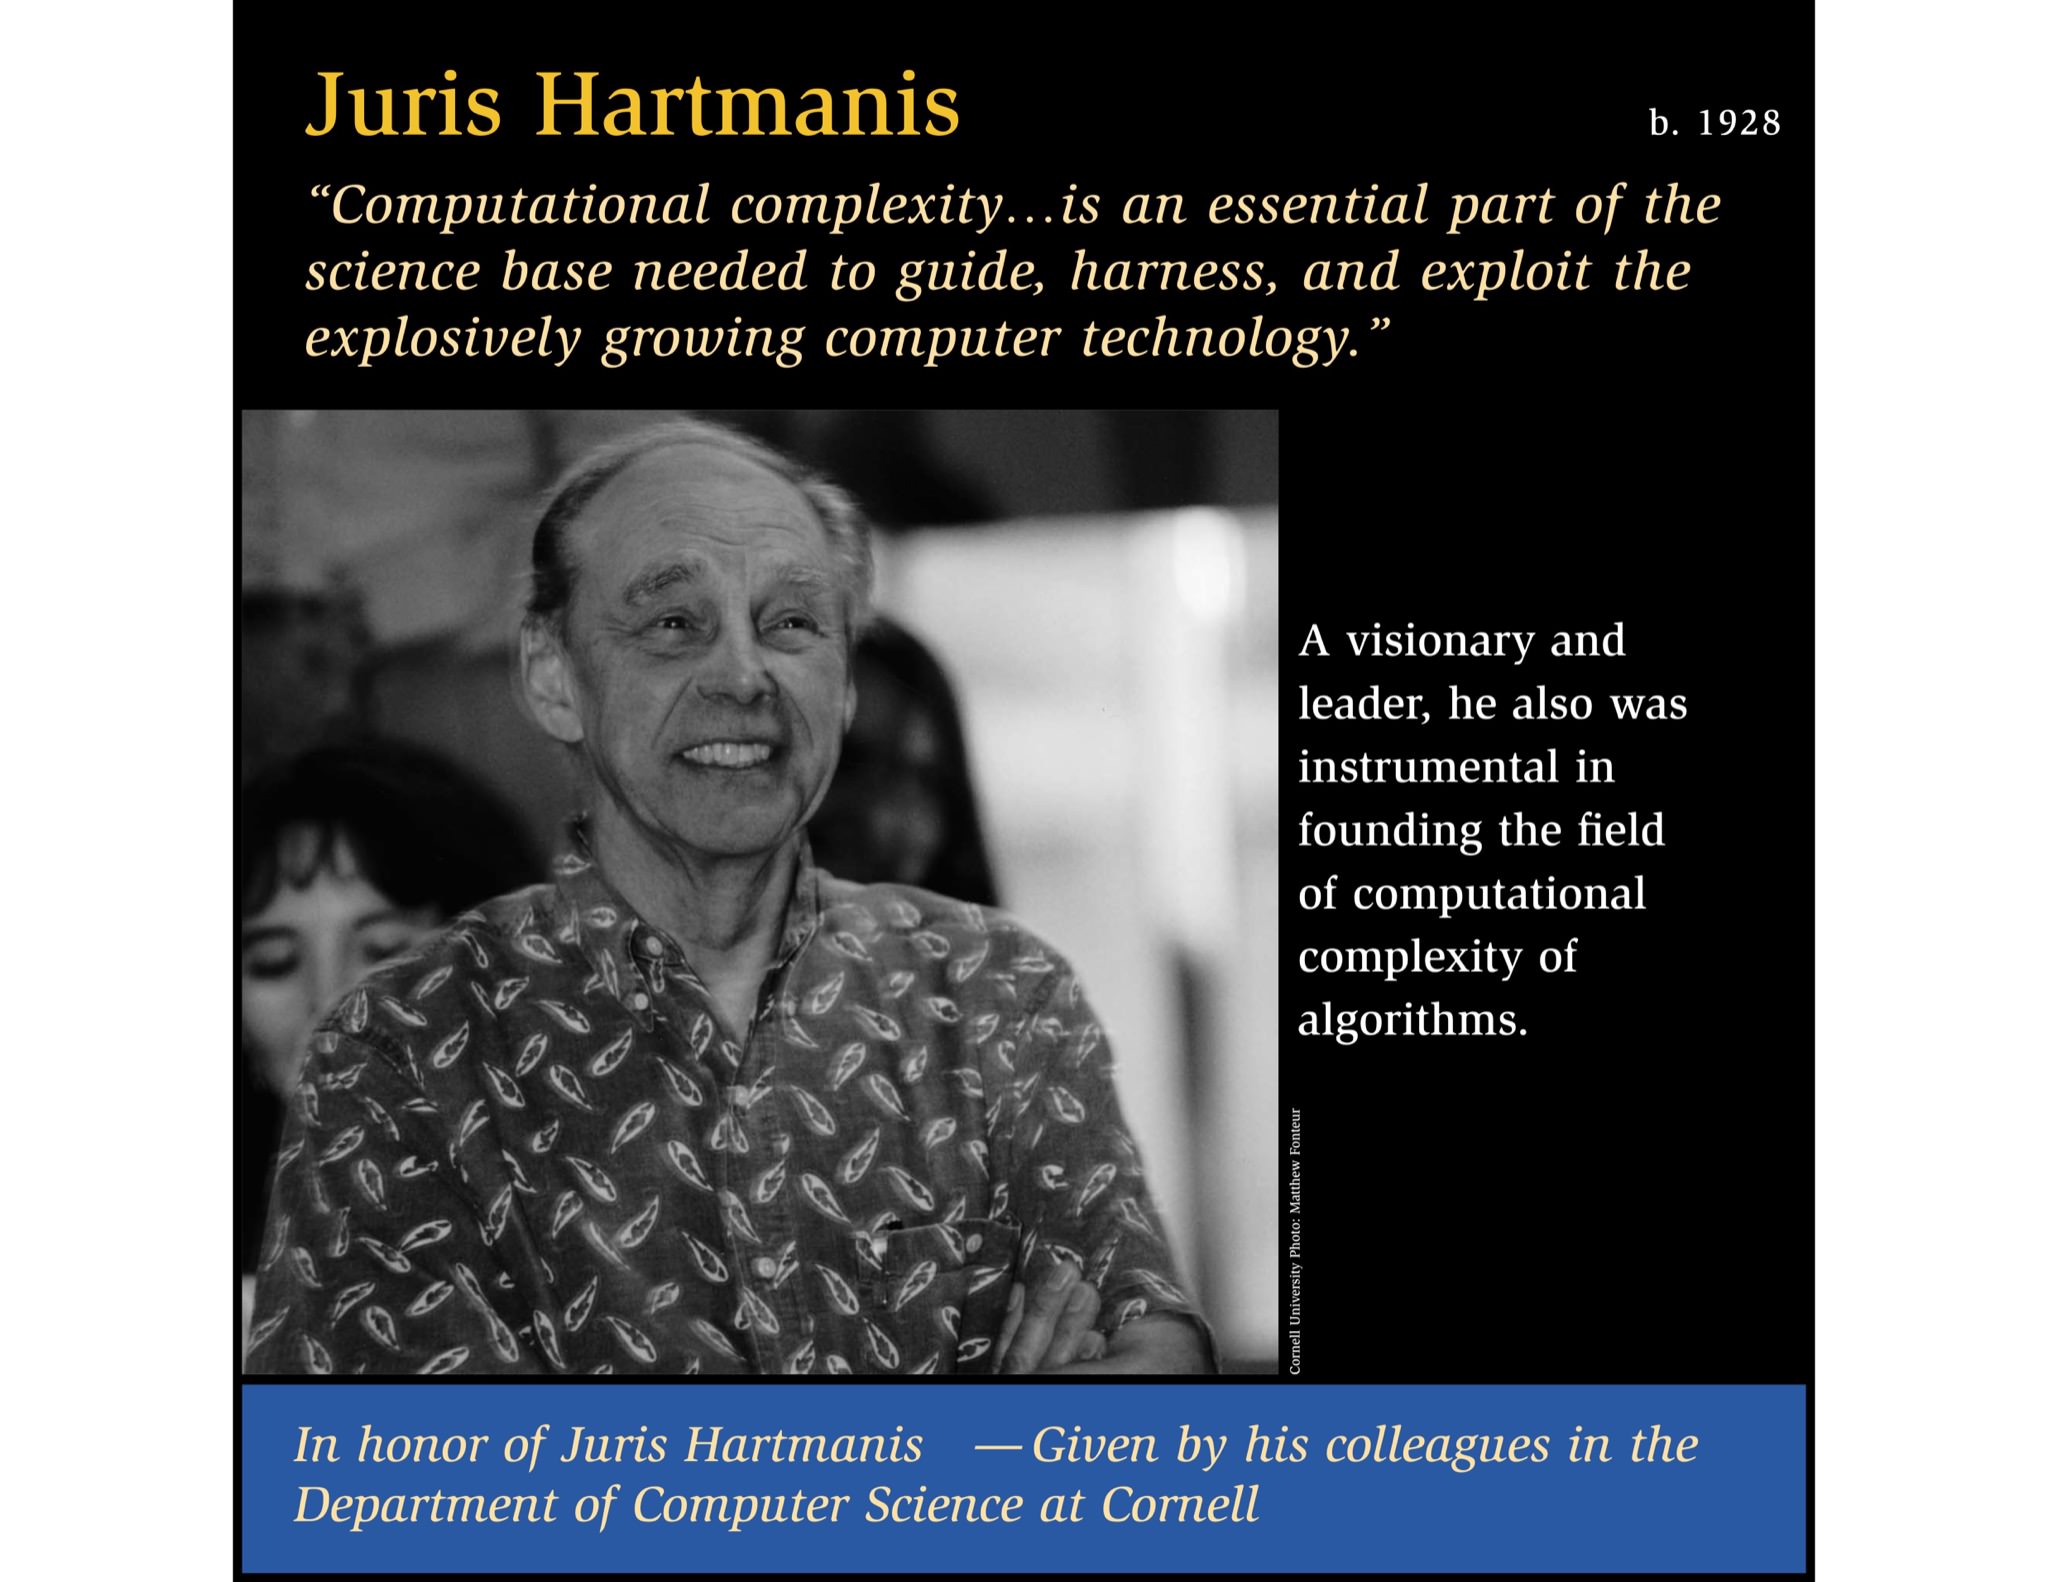 Juris Hartmanis
b. 1928
“Computational complexity…is an essential part of the
science base needed to guide, harness, and exploit the
explosively growing computer technology.”
A visionary and
leader, he also was
instrumental in
founding the field
of computational
complexity of
algorithms.
Cornell University Photo: Matthew Fonteur
In honor of Juris Hartmanis — Given by his colleagues in the
Department of Computer Science at Cornell